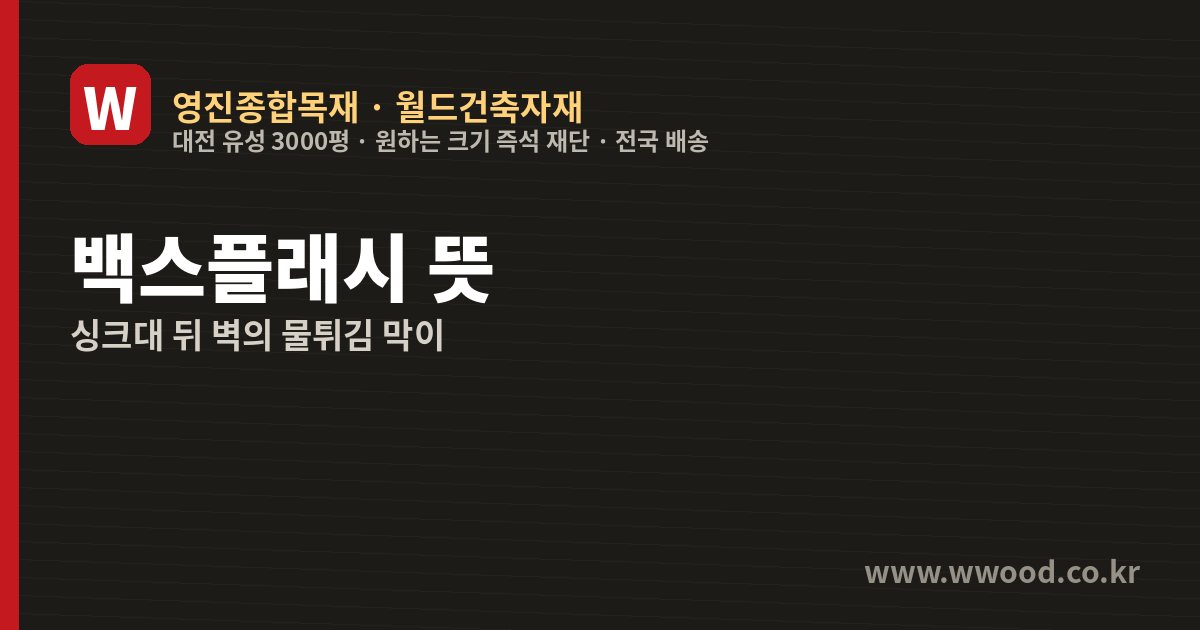 W
영진종합목재 · 월드건축자재
대전 유성 3000평 · 원하는 크기 즉석 재단 · 전국 배송
백스플래시 뜻
싱크대 뒤 벽의 물튀김 막이
www.wwood.co.kr